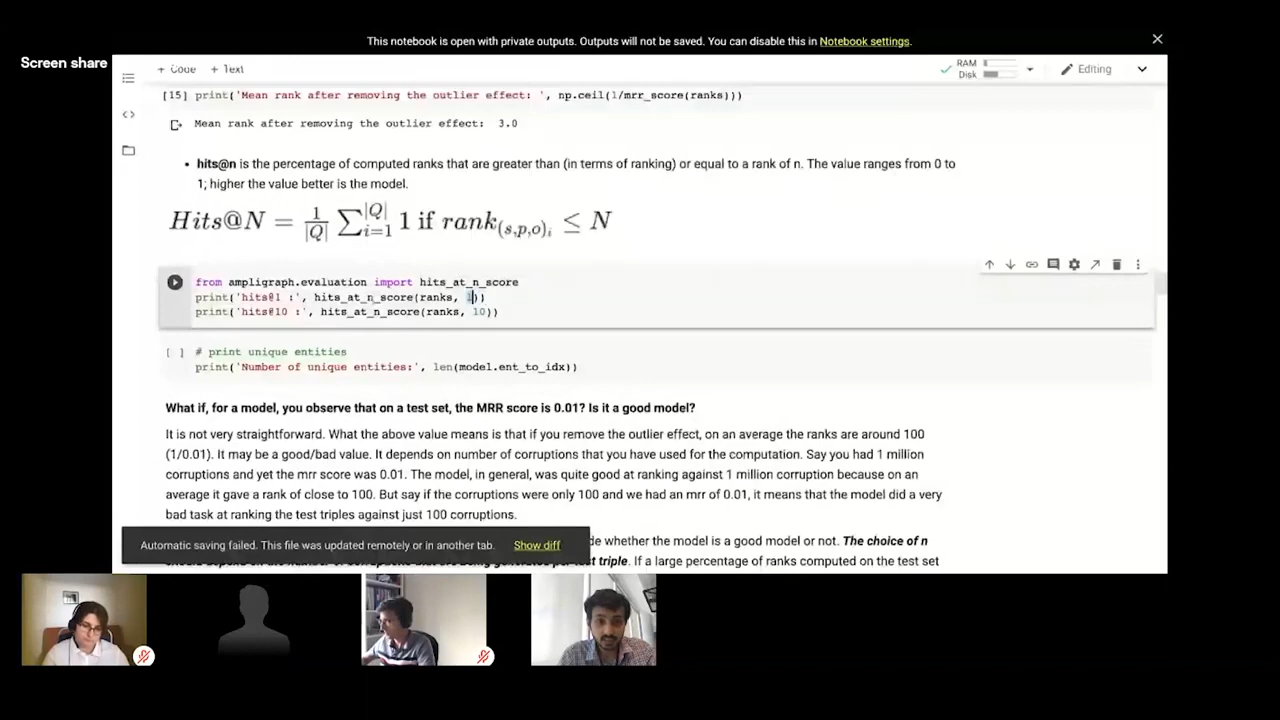 This notebook is open with private outputs. Outputs will not be saved. You can disable this in Notebook settings.
Screen share
+ Code + Text
RAM
Disk
Editing
[15] print('Mean rank after removing the outlier effect: ', np.ceil(1/mrr_score(ranks)))
Mean rank after removing the outlier effect: 3.0
• hits@n is the percentage of computed ranks that are greater than (in terms of ranking) or equal to a rank of n. The value ranges from 0 to
1; higher the value better is the model.
Hits@N = 1/|Q| ∑_{i=1}^{|Q|} 1 if rank_{(s,p,o)_i} ≤ N
from ampligraph.evaluation import hits_at_n_score
print('hits@1 :', hits_at_n_score(ranks, 1))
print('hits@10 :', hits_at_n_score(ranks, 10))
[ ] # print unique entities
print('Number of unique entities:', len(model.ent_to_idx))
What if, for a model, you observe that on a test set, the MRR score is 0.01? Is it a good model?
It is not very straightforward. What the above value means is that if you remove the outlier effect, on an average the ranks are around 100
(1/0.01). It may be a good/bad value. It depends on number of corruptions that you have used for the computation. Say you had 1 million
corruptions and yet the mrr score was 0.01. The model, in general, was quite good at ranking against 1 million corruption because on an
average it gave a rank of close to 100. But say if the corruptions were only 100 and we had an mrr of 0.01, it means that the model did a very
bad task at ranking the test triples against just 100 corruptions.
Automatic saving failed. This file was updated remotely or in another tab. Show diff
de whether the model is a good model or not. The choice of n
triple. If a large percentage of ranks computed on the test set